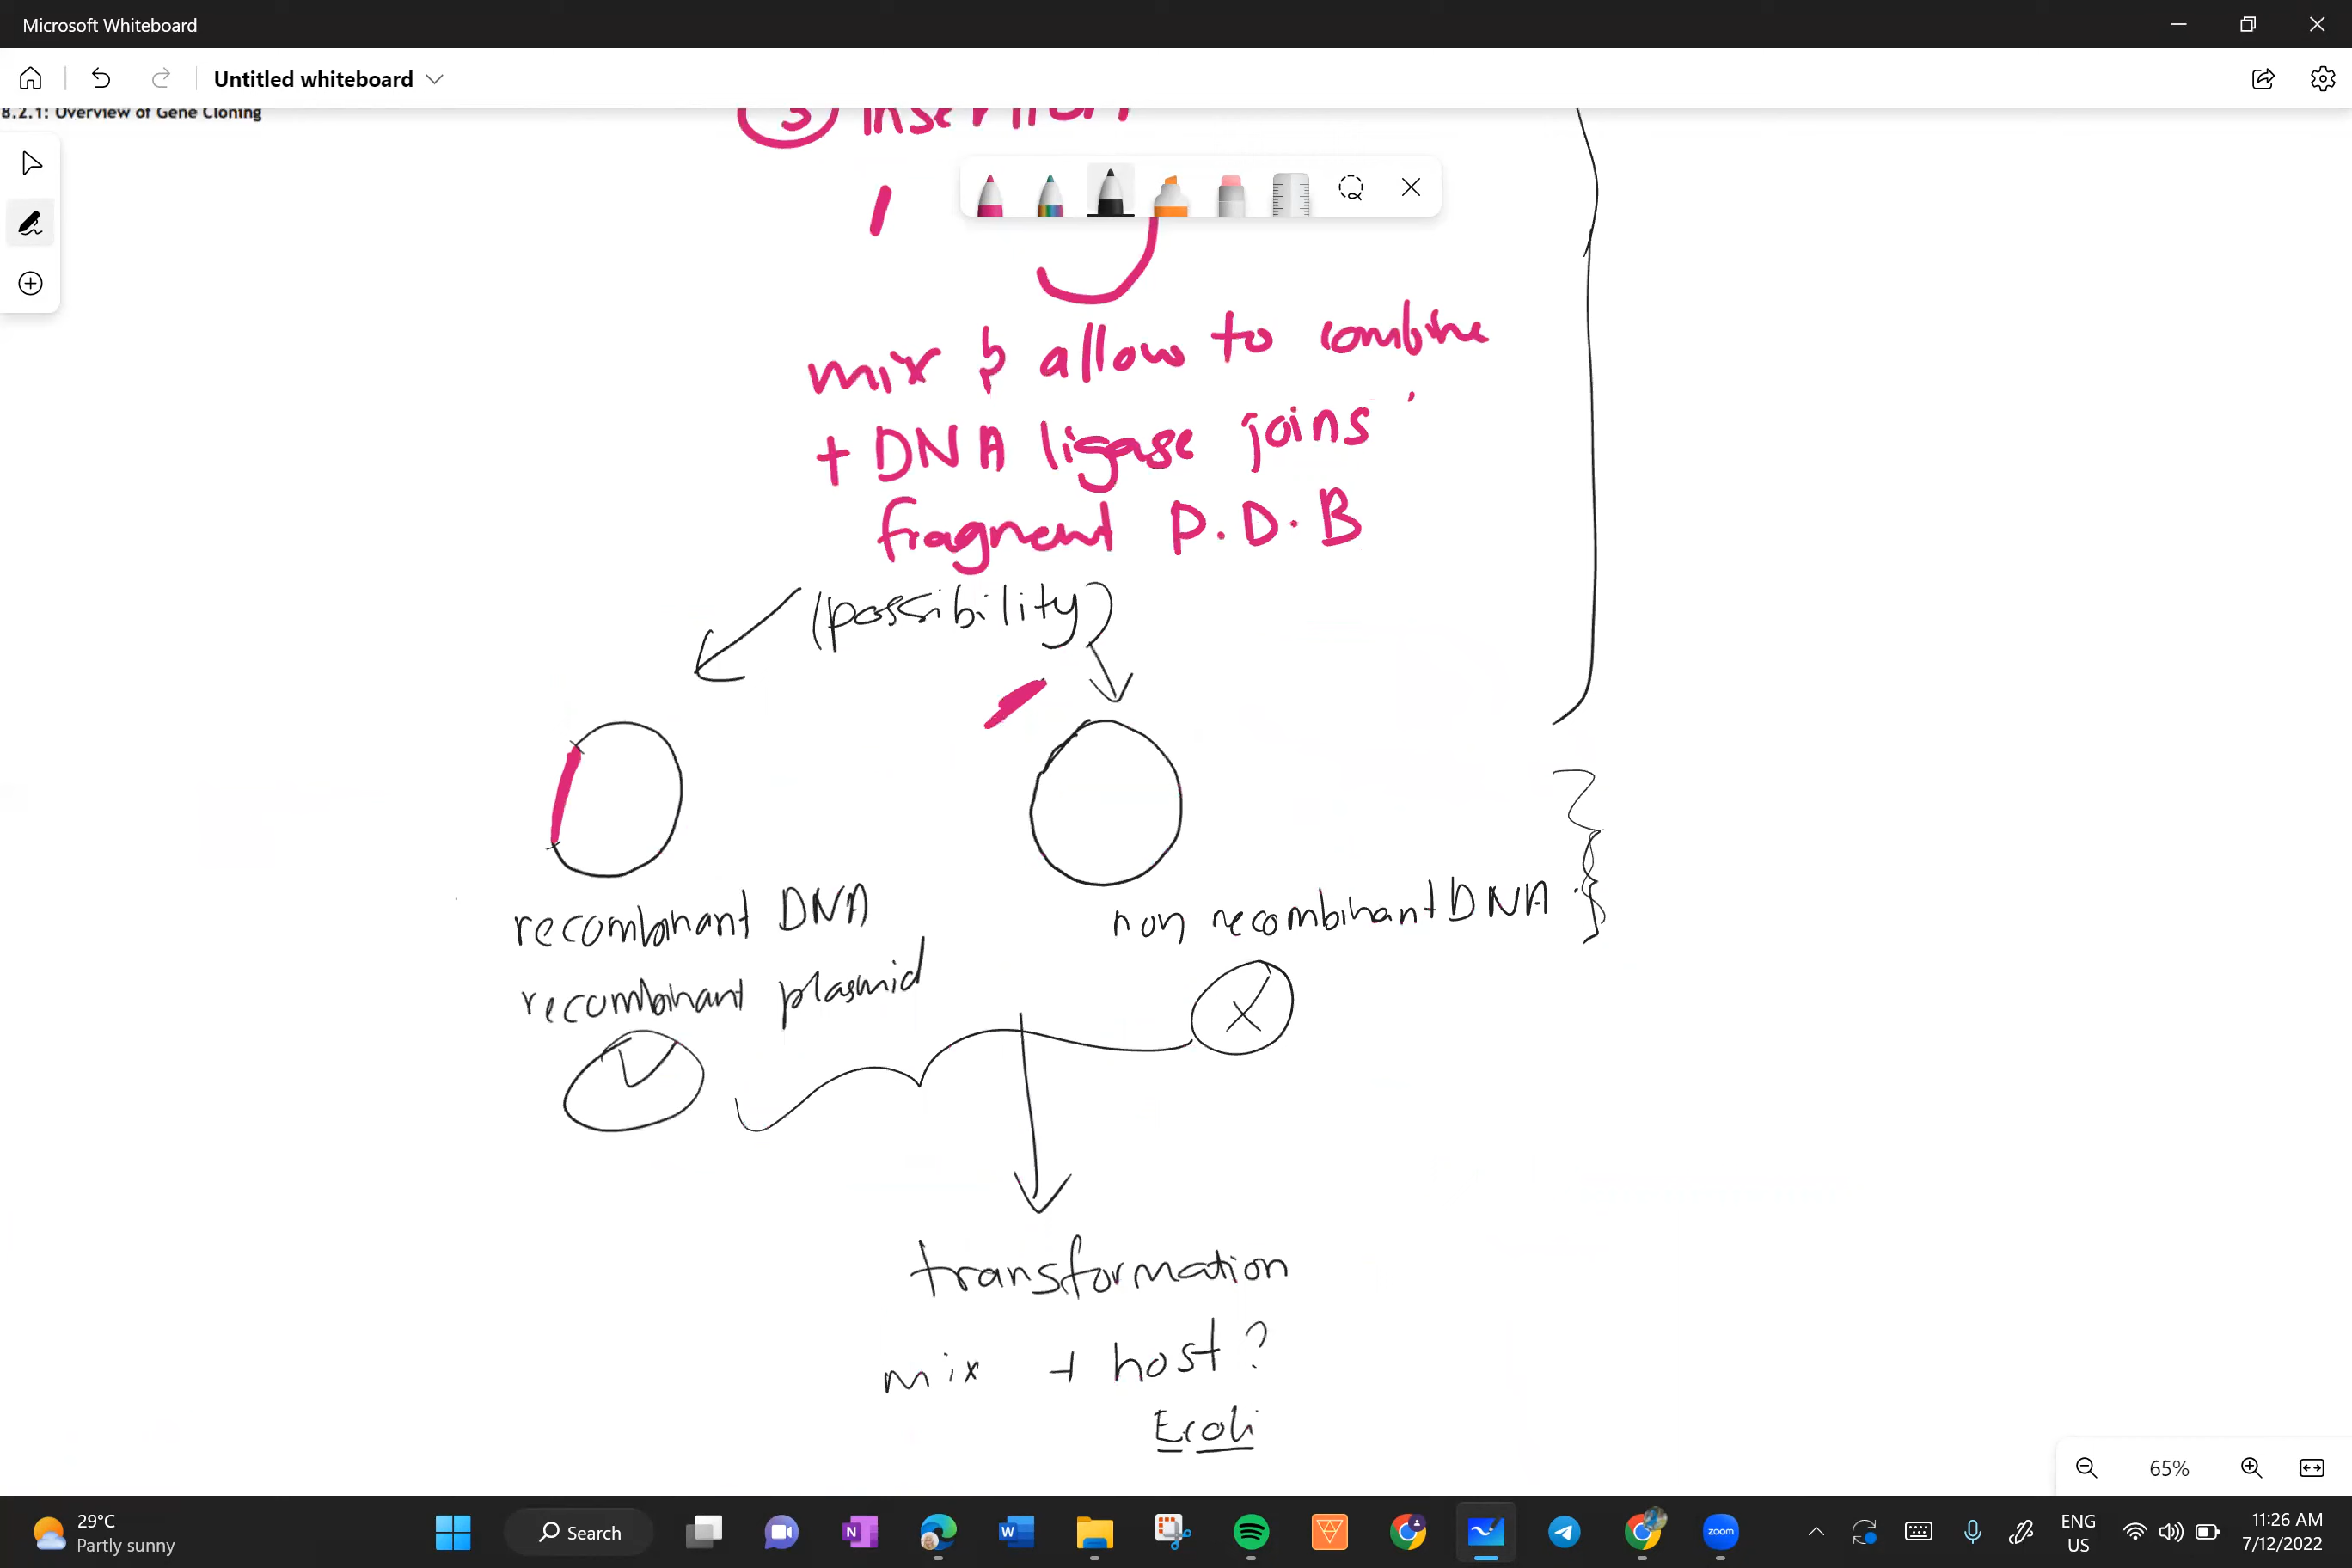 Microsoft Whiteboard
Untitled whiteboard
8.2.1: Overview of Gene Cloning
3 insertion
mix & allow to combine
+ DNA ligase joins
fragment P.D.B
(possibility)
recombinant DNA
non recombinant DNA
recombinant plasmid
transformation
mix + host?
E.coli
65%
29°C
Partly sunny
Search
zoom
ENG
US
11:26 AM
7/12/2022